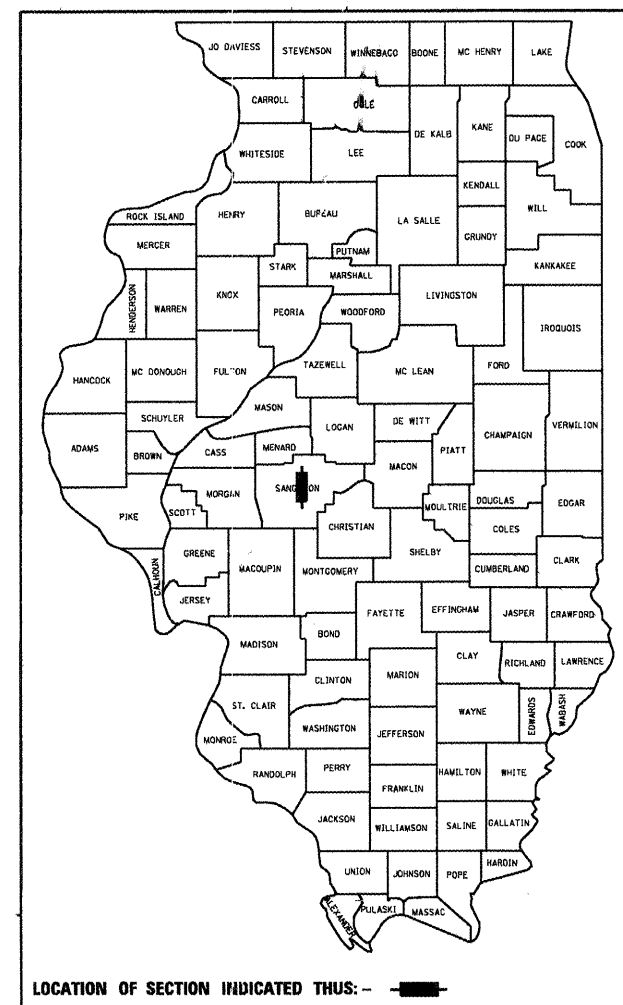 JO DAVIESS STEVENSON WINNEBAGO BOONE MC HENRY LAKE
CARROLL OGLE
DE KALB KANE DU PAGE COOK
WHITESIDE LEE
KENDALL
ROCK ISLAND HENRY BUREAU LA SALLE WILL
MERCER PUTNAM GRUNDY
STARK MARSHALL KANKAKEE
HENDERSON WARREN KNOX PEORIA WOODFORD LIVINGSTON IROQUOIS
HANCOCK MC DONOUGH FULTON TAZEWELL MC LEAN FORD
MASON
SCHUYLER LOGAN DE WITT CHAMPAIGN VERMILION
ADAMS BROWN CASS MENARD MACON PIATT
MORGAN SANGAMON MOULTRIE DOUGLAS EDGAR
PIKE SCOTT CHRISTIAN COLES
GREENE MACOUPIN MONTGOMERY SHELBY CUMBERLAND CLARK
CALHOUN JERSEY
FAYETTE EFFINGHAM JASPER CRAWFORD
MADISON BOND
CLAY RICHLAND LAWRENCE
CLINTON MARION
ST. CLAIR WAYNE EDWARDS WABASH
WASHINGTON JEFFERSON
MONROE
RANDOLPH PERRY HAMILTON WHITE
FRANKLIN
JACKSON WILLIAMSON SALINE GALLATIN
UNION JOHNSON POPE HARDIN
ALEXANDER PULASKI MASSAC
LOCATION OF SECTION INDICATED THUS: -